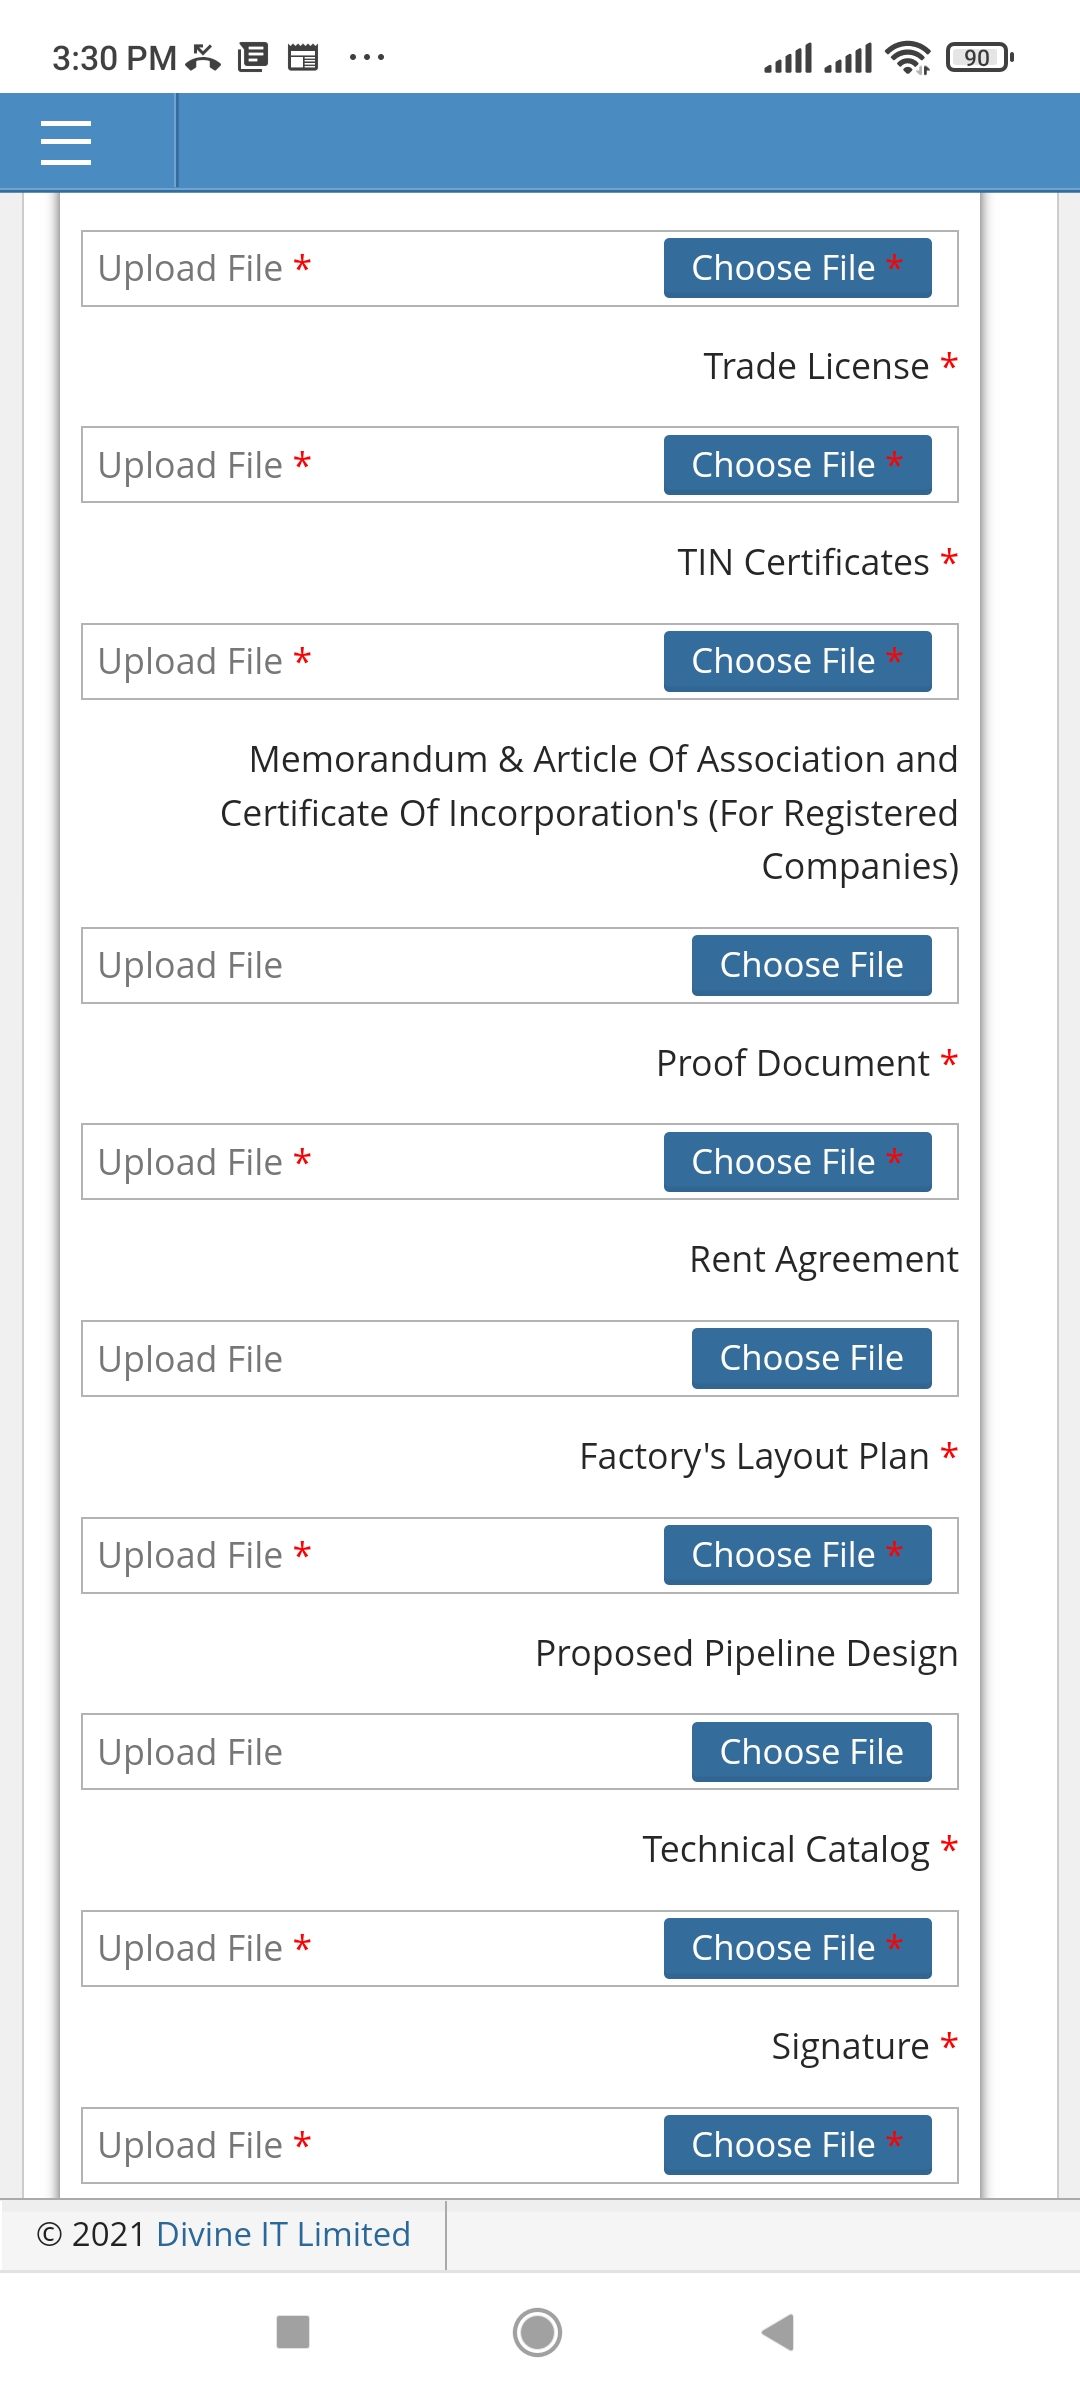 3:30 PM
90
Upload File * Choose File *
Trade License *
Upload File * Choose File *
TIN Certificates *
Upload File * Choose File *
Memorandum & Article Of Association and
Certificate Of Incorporation's (For Registered
Companies)
Upload File Choose File
Proof Document *
Upload File * Choose File *
Rent Agreement
Upload File Choose File
Factory's Layout Plan *
Upload File * Choose File *
Proposed Pipeline Design
Upload File Choose File
Technical Catalog *
Upload File * Choose File *
Signature *
Upload File * Choose File *
© 2021 Divine IT Limited